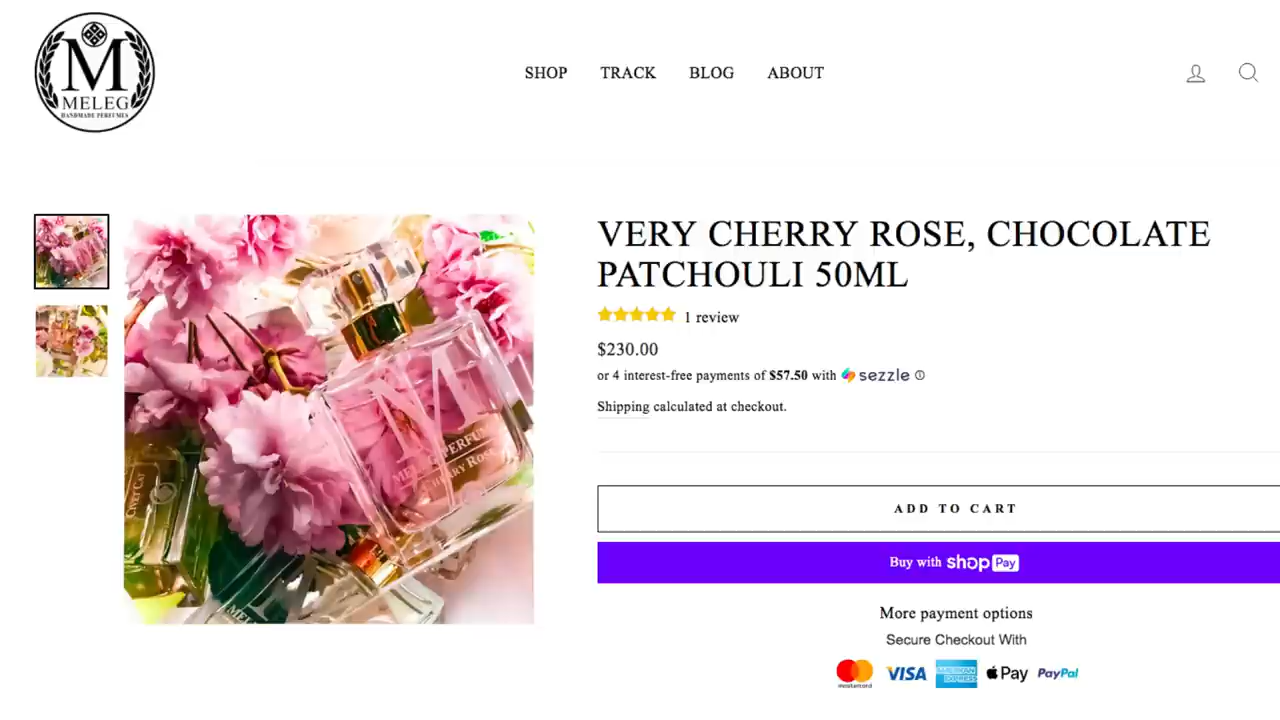 M
MELEG
HANDMADE PERFUMES
SHOP
TRACK
BLOG
ABOUT
VERY CHERRY ROSE, CHOCOLATE
PATCHOULI 50ML
1 review
$230.00
or 4 interest-free payments of $57.50 with sezzle
Shipping calculated at checkout.
M
ADD TO CART
Buy with shop Pay
More payment options
Secure Checkout With
mastercard
VISA
AMERICAN EXPRESS
Pay
PayPal